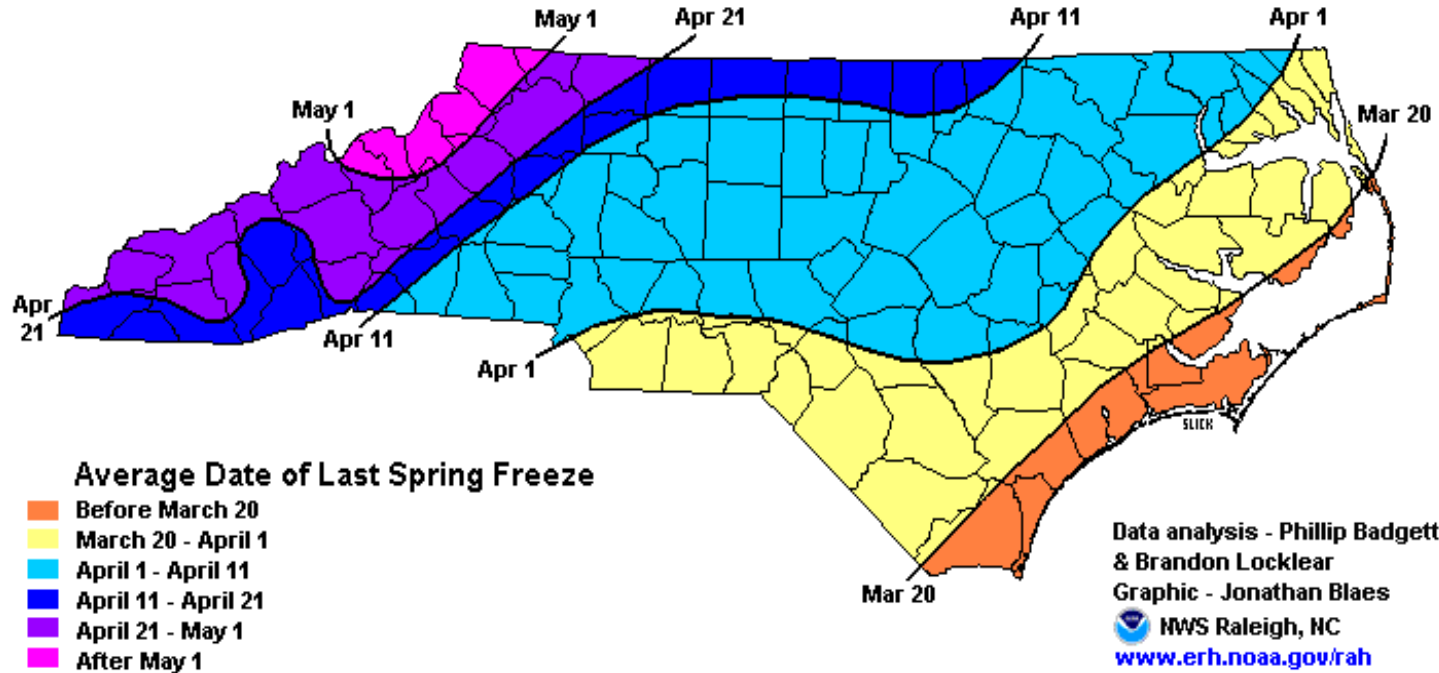 May 1
Apr 21
Apr 11
Apr 1
May 1
Mar 20
Apr
21
Apr 11
Apr 1
SLICK
Mar 20
Average Date of Last Spring Freeze
Before March 20
March 20 - April 1
April 1 - April 11
April 11 - April 21
April 21 - May 1
After May 1
Data analysis - Phillip Badgett
& Brandon Locklear
Graphic - Jonathan Blaes
NWS Raleigh, NC
www.erh.noaa.gov/rah